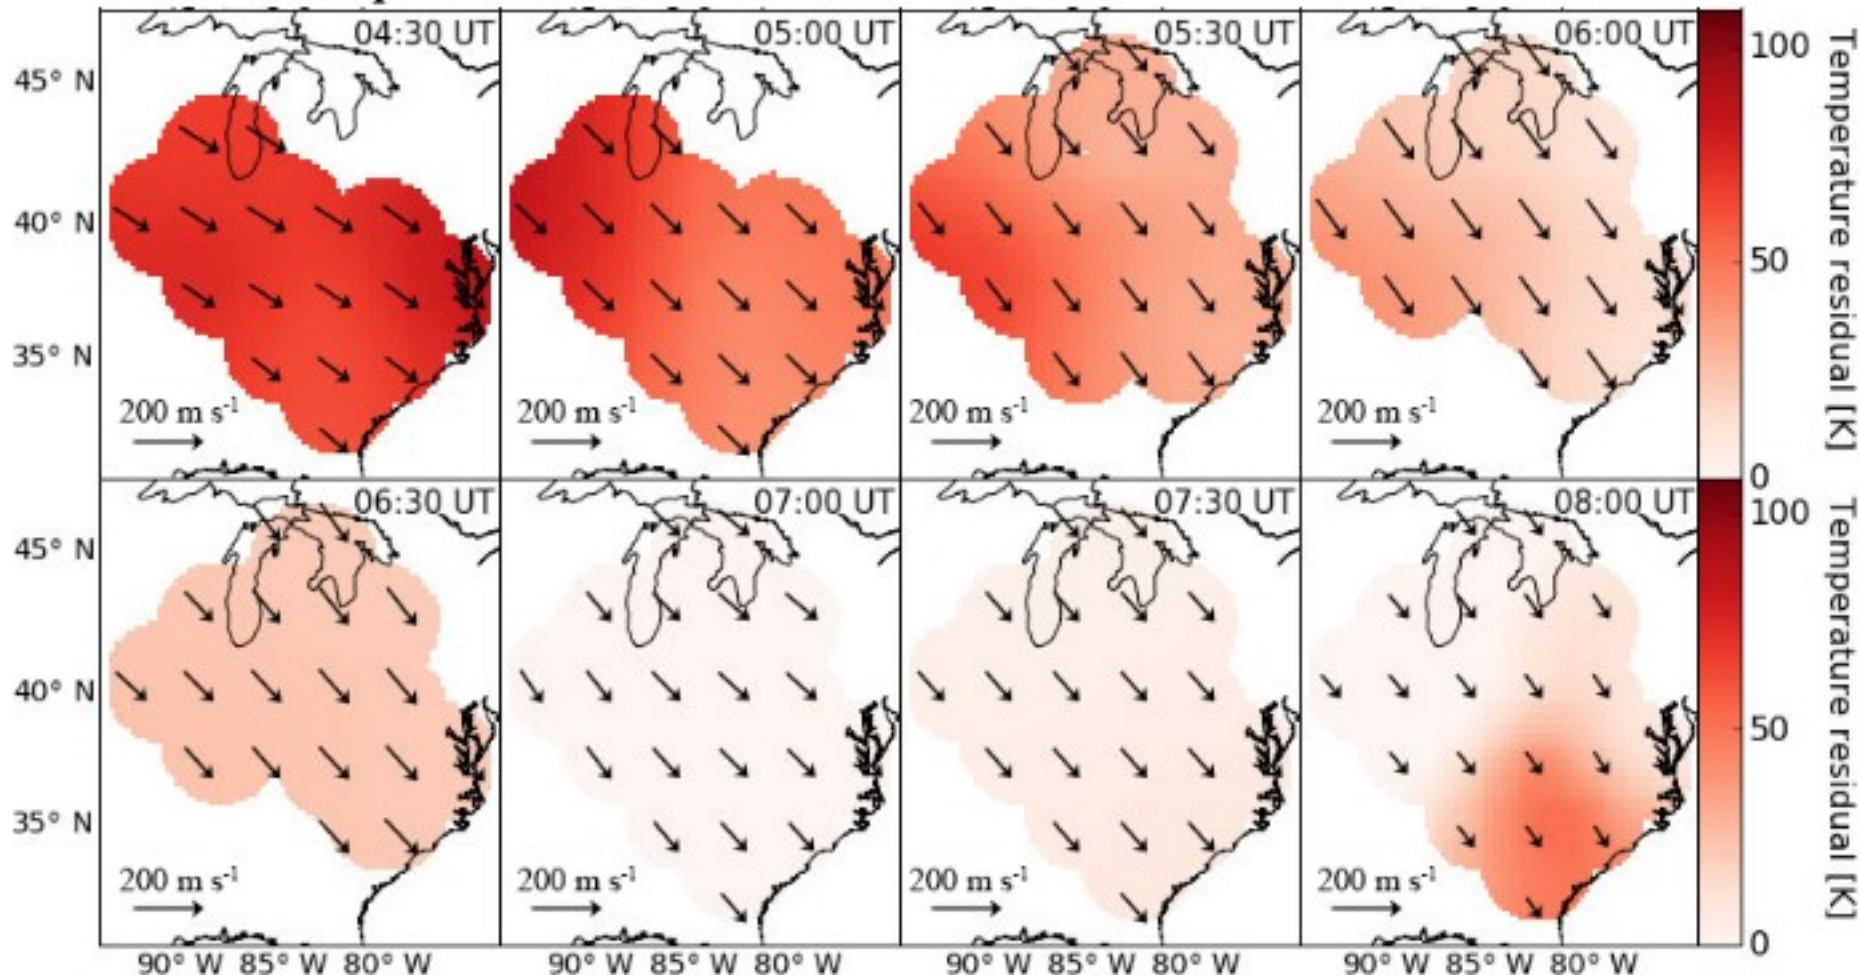 04:30 UT
05:00 UT
05:30 UT
06:00 UT
45° N
40° N
35° N
200 m s-1
200 m s-1
200 m s-1
200 m s-1
100
50
0
Temperature residual [K]
06:30 UT
07:00 UT
07:30 UT
08:00 UT
45° N
40° N
35° N
200 m s-1
200 m s-1
200 m s-1
200 m s-1
100
50
0
Temperature residual [K]
90° W 85° W 80° W
90° W 85° W 80° W
90° W 85° W 80° W
90° W 85° W 80° W